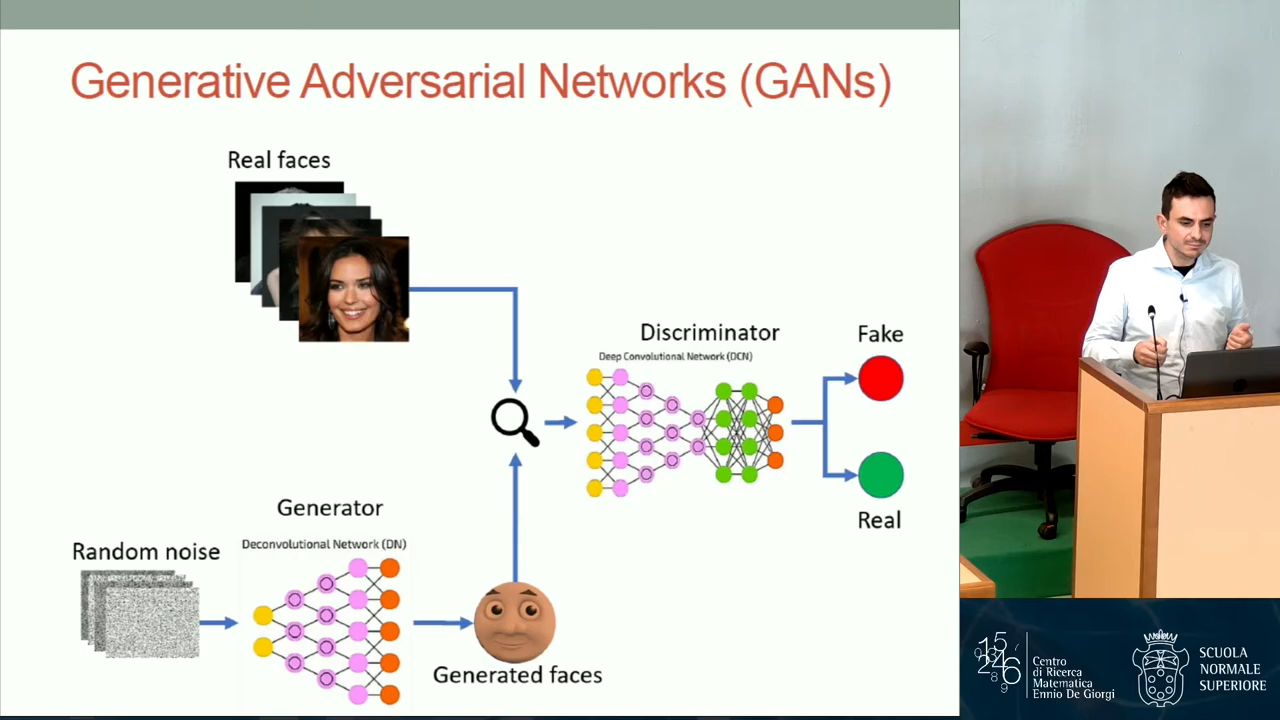 Generative Adversarial Networks (GANs)
Real faces
Discriminator
Deep Convolutional Network (DCN)
Fake
Real
Generator
Deconvolutional Network (DN)
Random noise
Generated faces
Centro
di Ricerca
Matematica
Ennio De Giorgi
SCUOLA
NORMALE
SUPERIORE